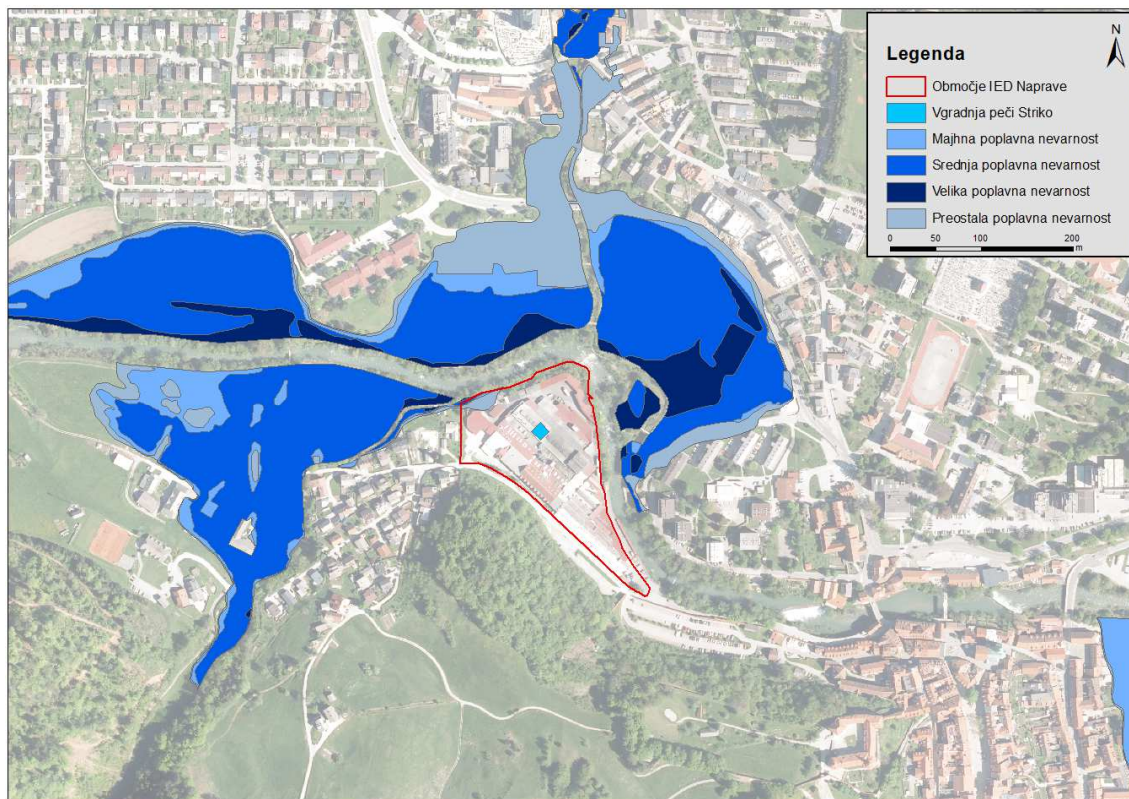 N
Legenda
Območje IED Naprave
Vgradnja peči Striko
Majhna poplavna nevarnost
Srednja poplavna nevarnost
Velika poplavna nevarnost
Preostala poplavna nevarnost
0 50 100 200
m